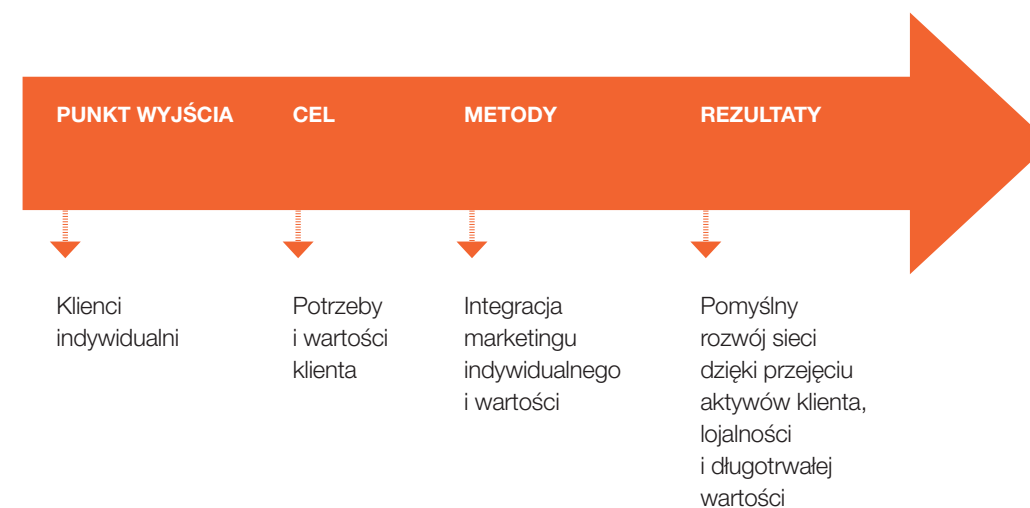 PUNKT WYJŚCIA
CEL
METODY
REZULTATY
Klienci
indywidualni
Potrzeby
i wartości
klienta
Integracja
marketingu
indywidualnego
i wartości
Pomyślny
rozwój sieci
dzięki przejęciu
aktywów klienta,
lojalności
i długotrwałej
wartości